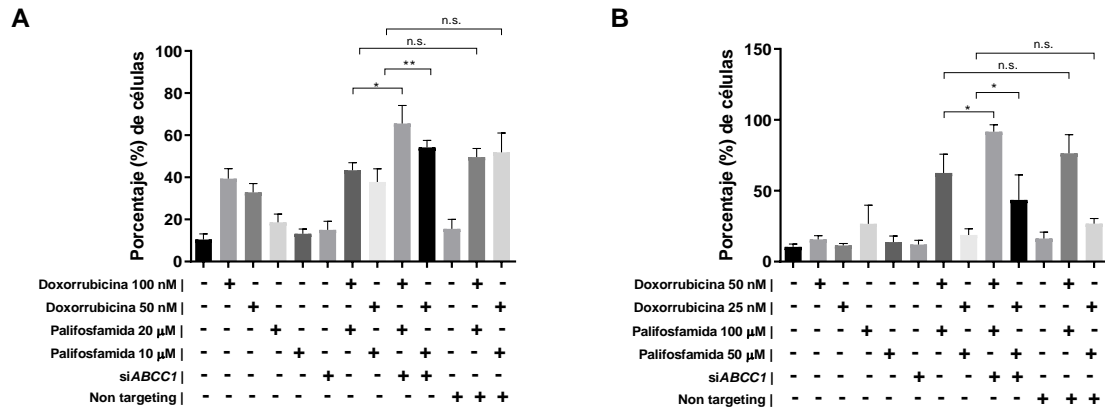 A
n.s.
n.s.
**
*
100
80
60
40
20
0
Porcentaje (%) de células
Doxorrubicina 100 nM | - + - - - - + - + - - + -
Doxorrubicina 50 nM | - - + - - - - + - + - - +
Palifosfamida 20 µM | - - - + - - + - + - - + -
Palifosfamida 10 µM | - - - - + - - + - + - - +
siABCC1 | - - - - - + - - + + - - -
Non targeting | - - - - - - - - - - + + +
B
n.s.
n.s.
*
*
150
100
50
0
Porcentaje (%) de células
Doxorrubicina 50 nM | - + - - - - + - + - - + -
Doxorrubicina 25 nM | - - + - - - - + - + - - +
Palifosfamida 100 µM | - - - + - - + - + - - + -
Palifosfamida 50 µM | - - - - + - - + - + - - +
siABCC1 | - - - - - + - - + + - - -
Non targeting | - - - - - - - - - - + + +